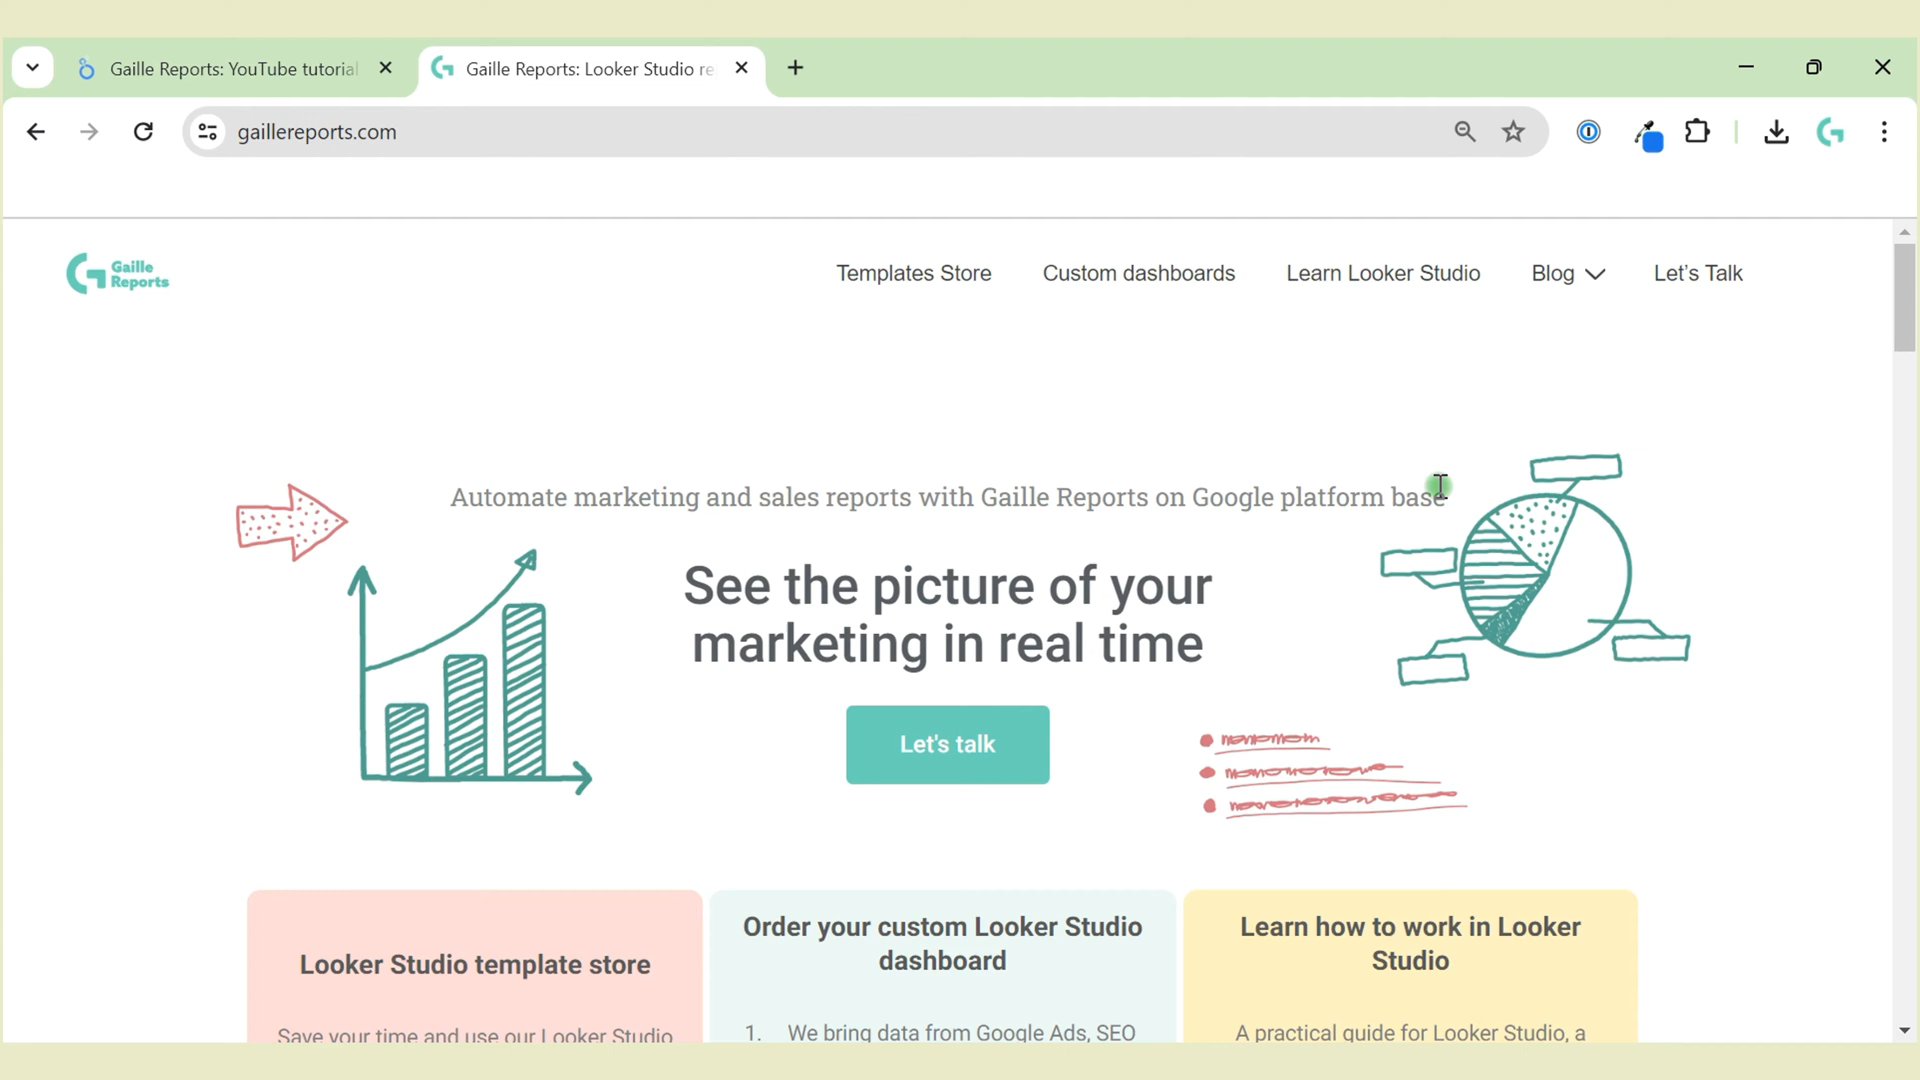 Gaille Reports: YouTube tutorial
Gaille Reports: Looker Studio re
gaillereports.com
Gaille
Reports
Templates Store
Custom dashboards
Learn Looker Studio
Blog
Let's Talk
Automate marketing and sales reports with Gaille Reports on Google platform base
See the picture of your
marketing in real time
Let's talk
Looker Studio template store
Save your time and use our Looker Studio
Order your custom Looker Studio
dashboard
1. We bring data from Google Ads, SEO
Learn how to work in Looker
Studio
A practical guide for Looker Studio, a